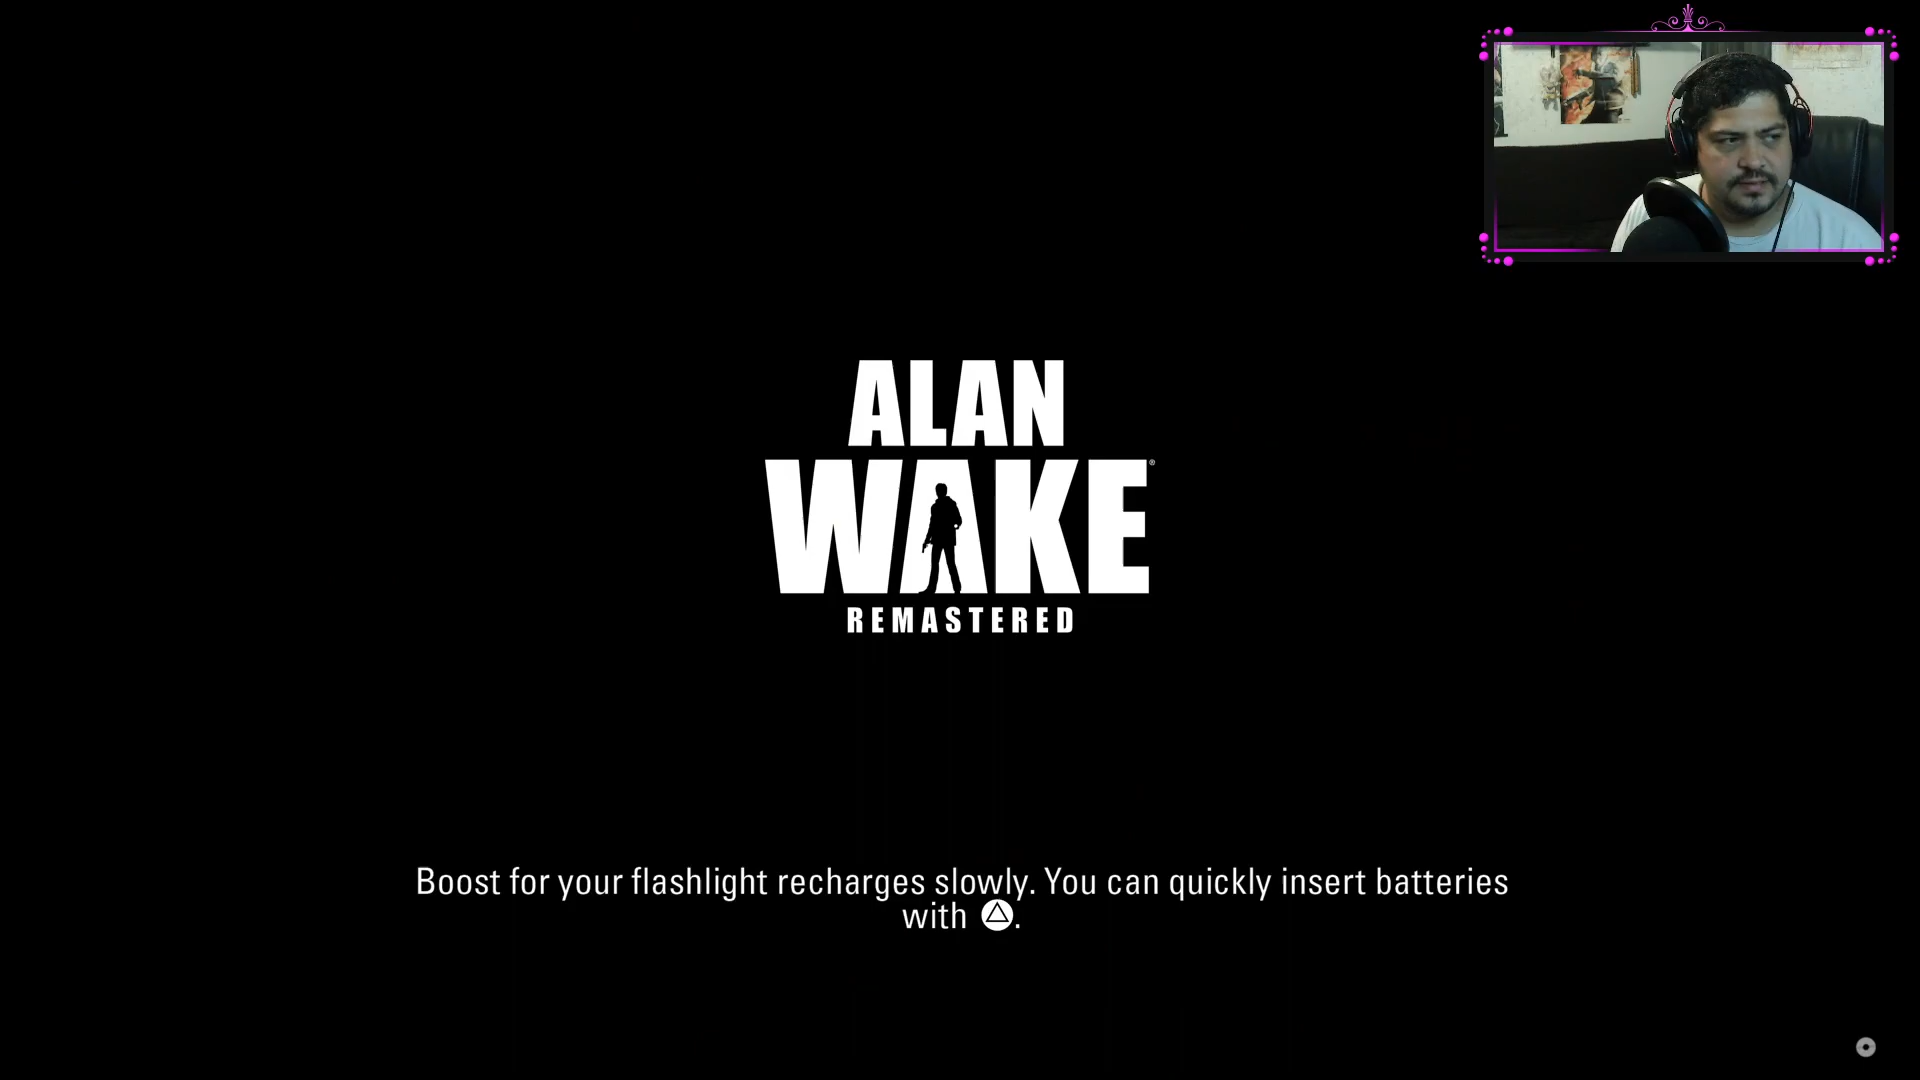 ALAN
WAKE®
REMASTERED
Boost for your flashlight recharges slowly. You can quickly insert batteries
with △.